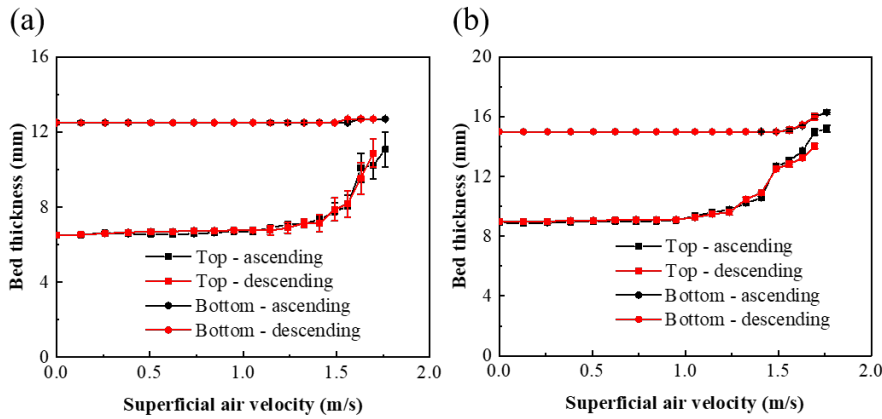 (a)
16
12
8
4
0
Bed thickness (mm)
Top - ascending
Top - descending
Bottom - ascending
Bottom - descending
0.0 0.5 1.0 1.5 2.0
Superficial air velocity (m/s)
(b)
20
16
12
8
4
0
Bed thickness (mm)
Top - ascending
Top - descending
Bottom - ascending
Bottom - descending
0.0 0.5 1.0 1.5 2.0
Superficial air velocity (m/s)